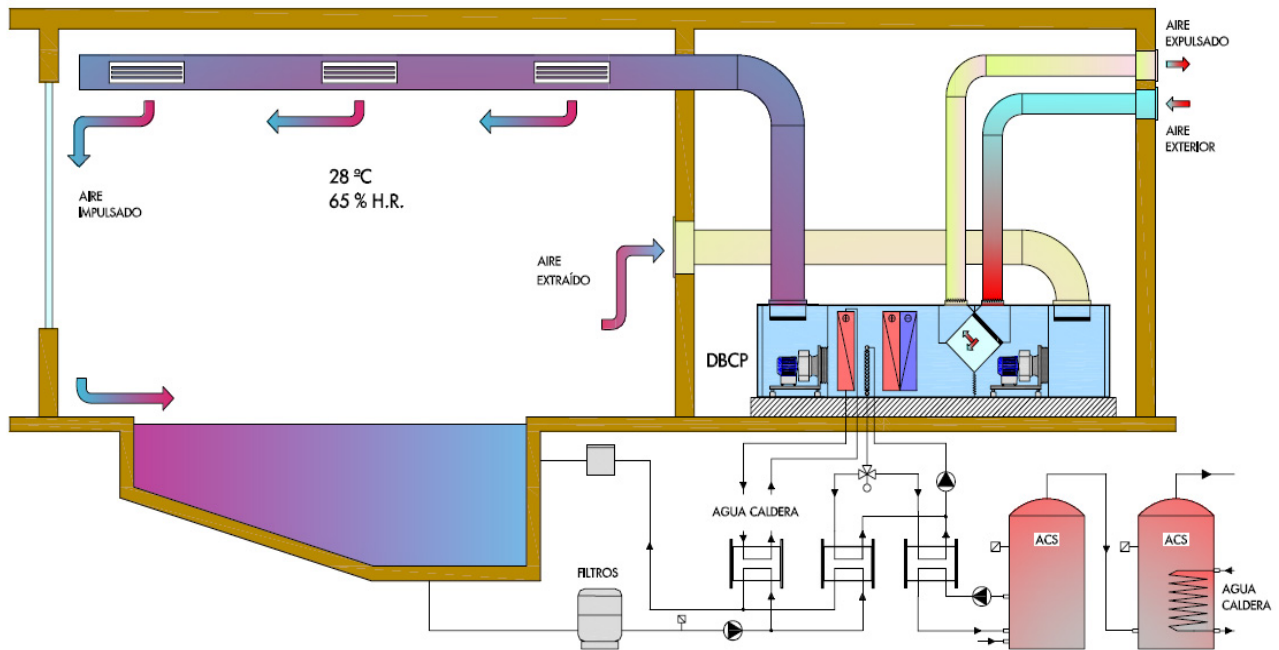 AIRE
EXPULSADO
AIRE
EXTERIOR
28 ºC
65 % H.R.
AIRE
IMPULSADO
AIRE
EXTRAÍDO
DBCP
AGUA CALDERA
FILTROS
ACS
ACS
AGUA
CALDERA